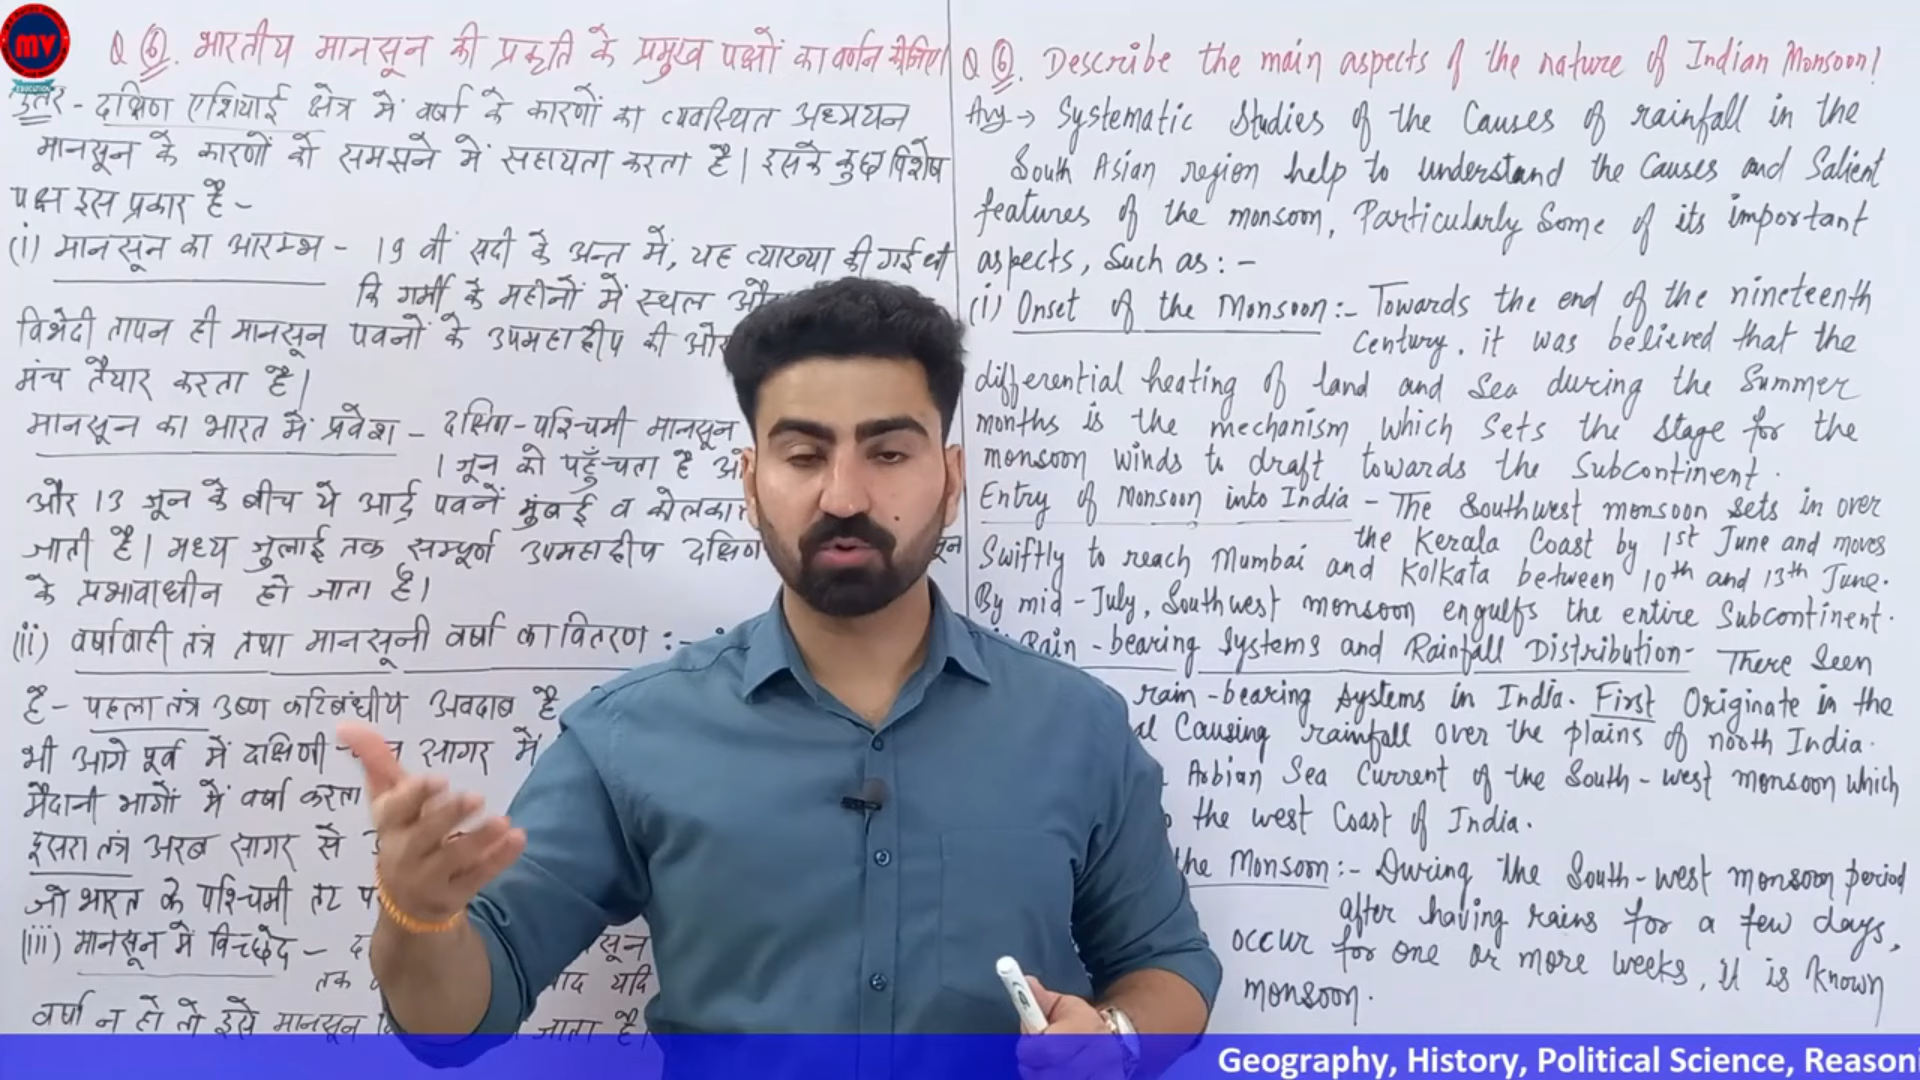 mv
EDUCATION
Q ⑥. भारतीय मानसून की प्रकृति के प्रमुख पक्षों का वर्णन कीजिए।
उत्तर - दक्षिण एशियाई क्षेत्र में वर्षा के कारणों का व्यवस्थित अध्ययन
मानसून के कारणों को समझने में सहायता करता है। इसके कुछ विशेष
पक्ष इस प्रकार है -
(i) मानसून का आरम्भ - 19 वीं सदी के अन्त में, यह व्याख्या की गई थी
कि गर्मी के महीनों में स्थल और
विभेदी तापन ही मानसून पवनों के उपमहाद्वीप की ओर
मंच तैयार करता है।
मानसून का भारत में प्रवेश - दक्षिण-पश्चिमी मानसून
1 जून को पहुँचता है
और 13 जून के बीच ये आर्द्र पवनें मुंबई व कोलकाता
जाती है। मध्य जुलाई तक सम्पूर्ण उपमहाद्वीप दक्षिण
के प्रभावाधीन हो जाता है।
(ii) वर्षावाही तंत्र तथा मानसूनी वर्षा का वितरण :-
है - पहला तंत्र उष्ण कटिबंधीय अवदाब है
भी आगे पूर्व में दक्षिणी सागर में
मैदानी भागों में वर्षा करता
दूसरा तंत्र अरब सागर से
जो भारत के पश्चिमी तट
(iii) मानसून में विच्छेद -
तक बाद यदि
वर्षा न हो तो इसे मानसून जाता है।
Q ⑥. Describe the main aspects of the nature of Indian Monsoon?
Ans → Systematic Studies of the Causes of rainfall in the
South Asian region help to understand the Causes and Salient
features of the monsoon, Particularly Some of its important
aspects, Such as : -
(i) Onset of the Monsoon :- Towards the end of the nineteenth
Century, it was believed that the
differential heating of land and Sea during the Summer
months is the mechanism which Sets the Stage for the
monsoon winds to draft towards the Subcontinent.
Entry of Monsoon into India - The Southwest monsoon sets in over
the Kerala Coast by 1st June and moves
Swiftly to reach Mumbai and Kolkata between 10th and 13th June.
By mid - July, Southwest monsoon engulfs the entire Subcontinent.
Rain - bearing Systems and Rainfall Distribution - There Seen
rain - bearing systems in India. First Originate in the
al Causing rainfall over the plains of north India.
Arbian Sea Current of the South - west monsoon which
the west Coast of India.
the Monsoon :- During the South - west monsoon period
after having rains for a few days,
occur for one or more weeks, it is known
monsoon.
Geography, History, Political Science, Reasoni